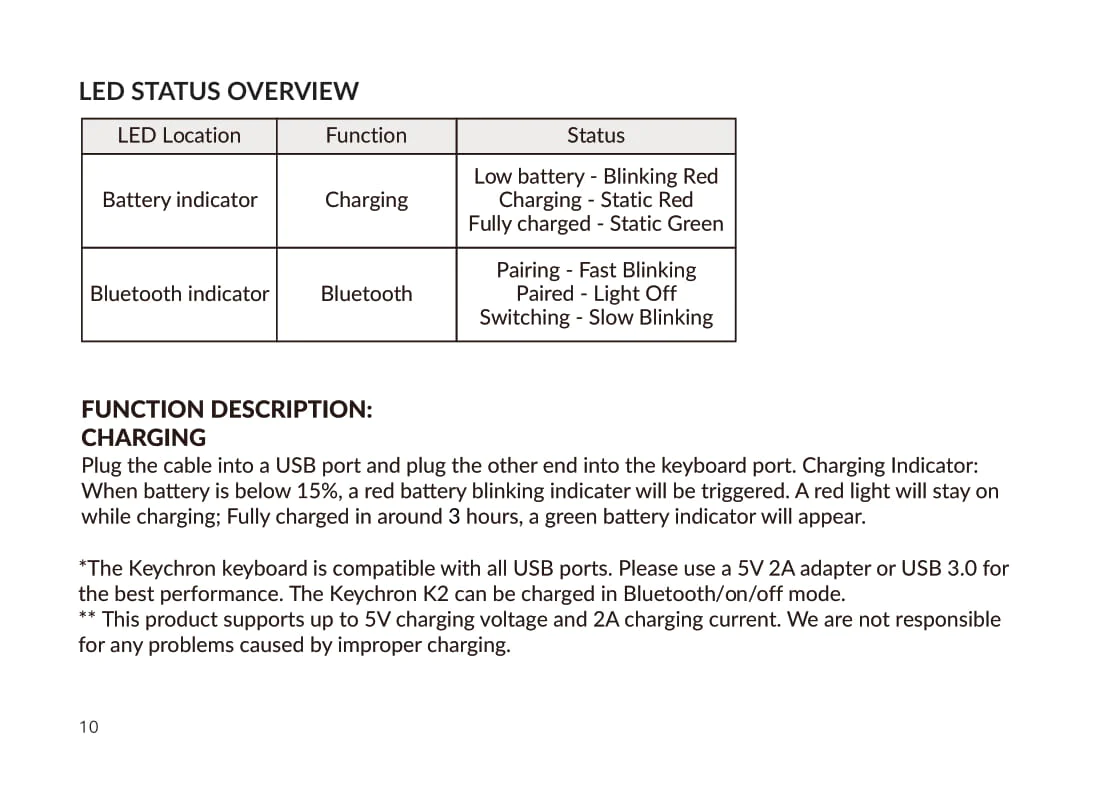 LED STATUS OVERVIEW
LED Location Function Status
Battery indicator Charging
Low battery - Blinking Red
Charging - Static Red
Fully charged - Static Green
Bluetooth indicator Bluetooth
Pairing - Fast Blinking
Paired - Light Off
Switching - Slow Blinking
FUNCTION DESCRIPTION:
CHARGING
Plug the cable into a USB port and plug the other end into the keyboard port. Charging Indicator:
When battery is below 15%, a red battery blinking indicater will be triggered. A red light will stay on
while charging; Fully charged in around 3 hours, a green battery indicator will appear.
*The Keychron keyboard is compatible with all USB ports. Please use a 5V 2A adapter or USB 3.0 for
the best performance. The Keychron K2 can be charged in Bluetooth/on/off mode.
** This product supports up to 5V charging voltage and 2A charging current. We are not responsible
for any problems caused by improper charging.
10